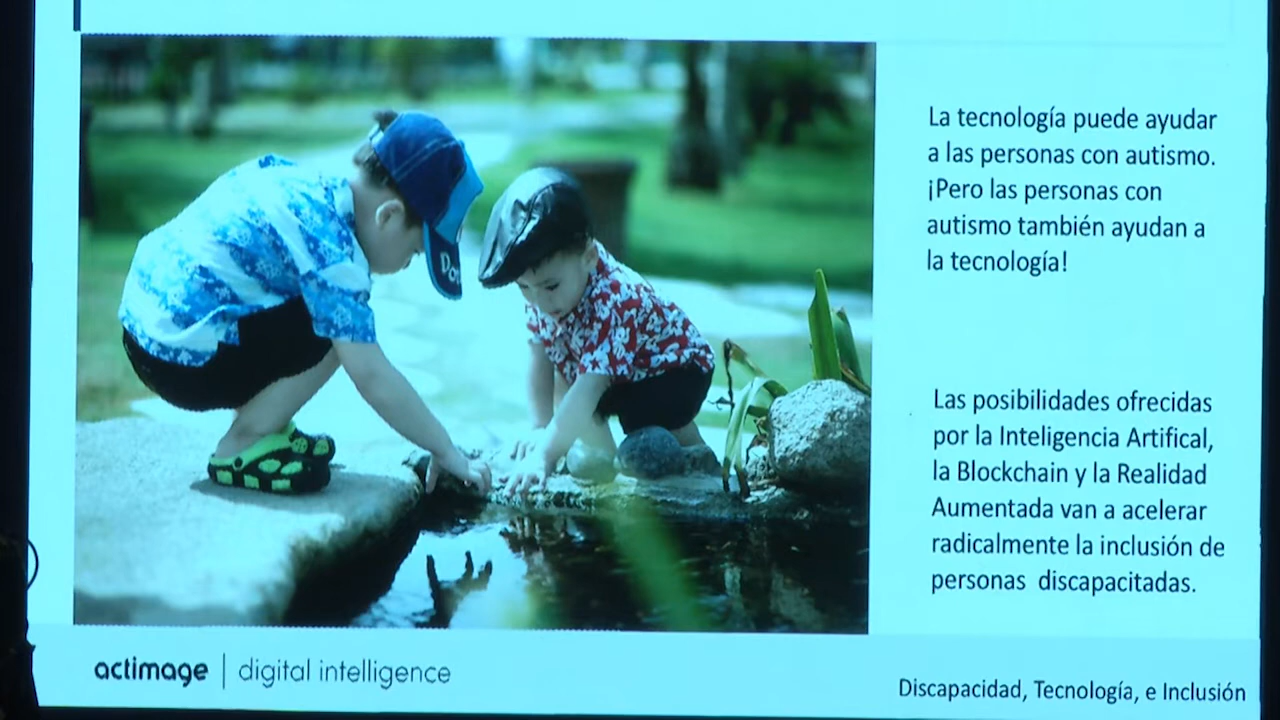 La tecnología puede ayudar
a las personas con autismo.
¡Pero las personas con
autismo también ayudan a
la tecnología!
Las posibilidades ofrecidas
por la Inteligencia Artifical,
la Blockchain y la Realidad
Aumentada van a acelerar
radicalmente la inclusión de
personas discapacitadas.
actimage | digital intelligence
Discapacidad, Tecnología, e Inclusión